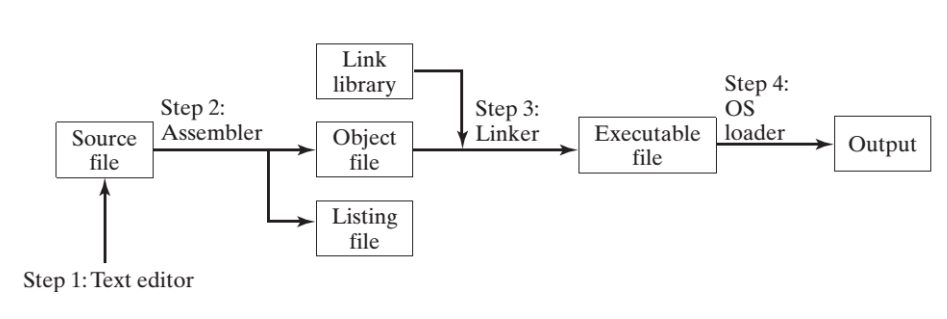 Link
library
Step 4:
OS
loader
Step 2:
Assembler
Step 3:
Linker
Source
file
Object
file
Executable
file
Output
Listing
file
Step 1: Text editor